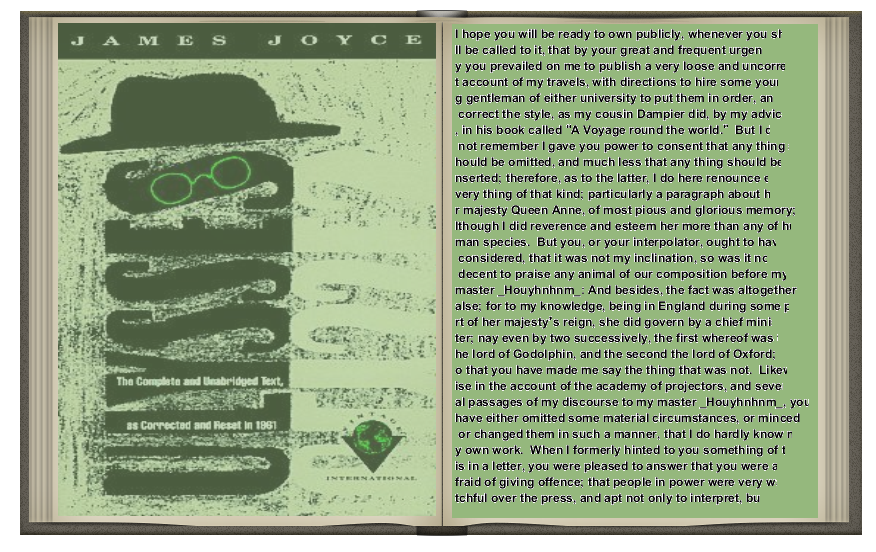 JAMES JOYCE
ULYSSES
The Complete and Unabridged Text,
as Corrected and Reset in 1961
VINTAGE
INTERNATIONAL
I hope you will be ready to own publicly, whenever you sh
ll be called to it, that by your great and frequent urgen
y you prevailed on me to publish a very loose and uncorre
t account of my travels, with directions to hire some youn
g gentleman of either university to put them in order, an
correct the style, as my cousin Dampier did, by my advic
, in his book called "A Voyage round the world." But I d
not remember I gave you power to consent that any thing
hould be omitted, and much less that any thing should be
nserted; therefore, as to the latter, I do here renounce e
very thing of that kind; particularly a paragraph about h
r majesty Queen Anne, of most pious and glorious memory;
lthough I did reverence and esteem her more than any of hu
man species. But you, or your interpolator, ought to hav
considered, that it was not my inclination, so was it no
decent to praise any animal of our composition before my
master _Houyhnhnm_: And besides, the fact was altogether
alse; for to my knowledge, being in England during some p
rt of her majesty's reign, she did govern by a chief mini
ter; nay even by two successively, the first whereof was
he lord of Godolphin, and the second the lord of Oxford;
o that you have made me say the thing that was not. Likew
ise in the account of the academy of projectors, and seve
al passages of my discourse to my master _Houyhnhnm_, you
have either omitted some material circumstances, or minced
or changed them in such a manner, that I do hardly know m
y own work. When I formerly hinted to you something of t
is in a letter, you were pleased to answer that you were a
fraid of giving offence; that people in power were very w
tchful over the press, and apt not only to interpret, bu